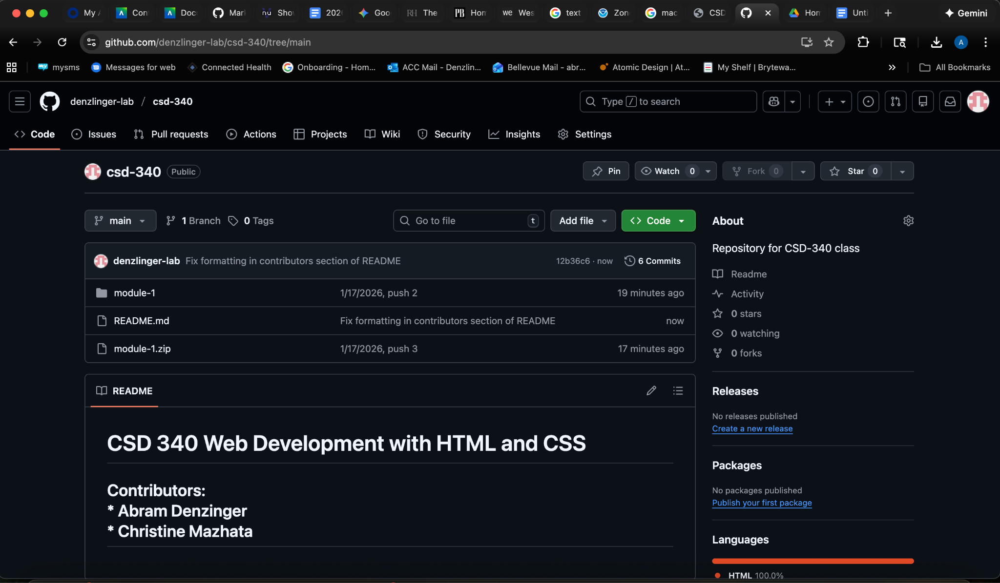 My A
Con
Doc
Mar
nu Sho
202
Goo
RH The
PB Hom
we Wes
text
Zon
mac
CSD
Hom
Unti
Gemini
github.com/denzlinger-lab/csd-340/tree/main
A
my mysms
Messages for web
Connected Health
Onboarding - Hom...
ACC Mail - Denzlin...
Bellevue Mail - abr...
Atomic Design | At...
My Shelf | Brytewa...
»
All Bookmarks
denzlinger-lab / csd-340
Type / to search
Code
Issues
Pull requests
Actions
Projects
Wiki
Security
Insights
Settings
csd-340 Public
Pin
Watch 0
Fork 0
Star 0
main
1 Branch
0 Tags
Go to file t
Add file
Code
denzlinger-lab Fix formatting in contributors section of README 12b36c6 · now 6 Commits
module-1 1/17/2026, push 2 19 minutes ago
README.md Fix formatting in contributors section of README now
module-1.zip 1/17/2026, push 3 17 minutes ago
README
CSD 340 Web Development with HTML and CSS
Contributors:
* Abram Denzinger
* Christine Mazhata
About
Repository for CSD-340 class
Readme
Activity
0 stars
0 watching
0 forks
Releases
No releases published
Create a new release
Packages
No packages published
Publish your first package
Languages
HTML 100.0%